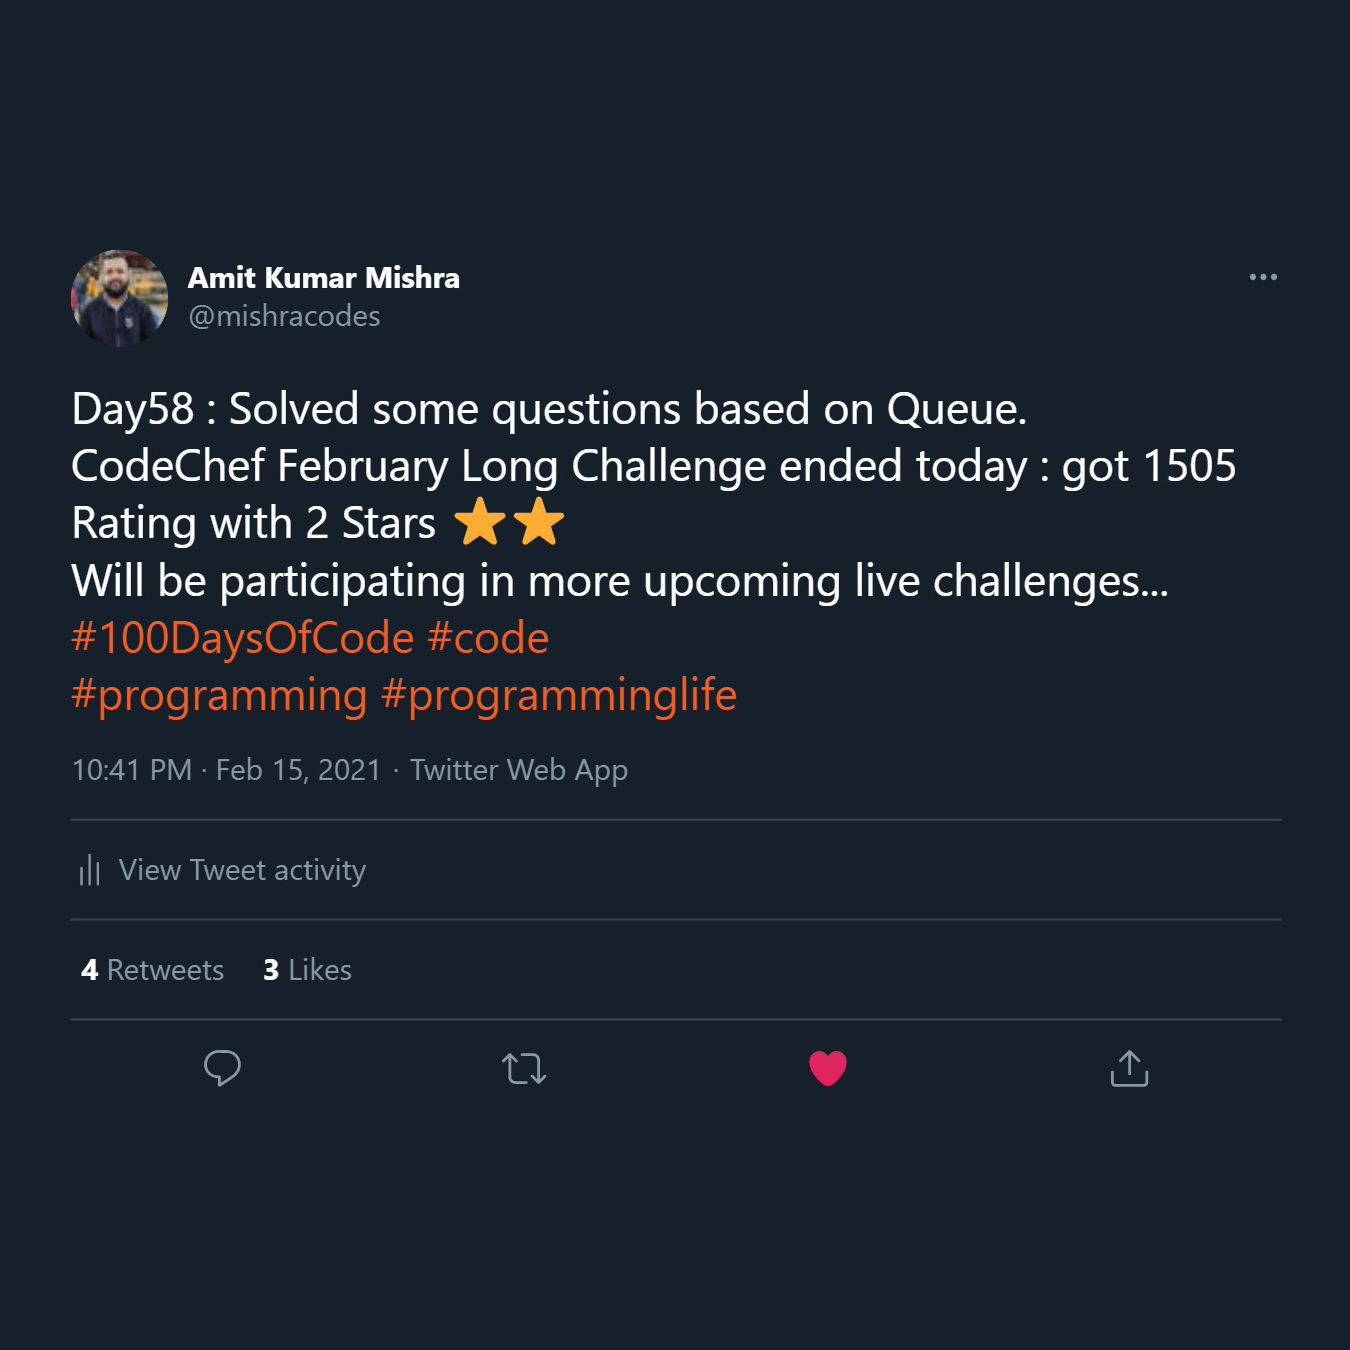 Amit Kumar Mishra
@mishracodes
Day58 : Solved some questions based on Queue.
CodeChef February Long Challenge ended today : got 1505
Rating with 2 Stars ⭐⭐
Will be participating in more upcoming live challenges...
#100DaysOfCode #code
#programming #programminglife
10:41 PM · Feb 15, 2021 · Twitter Web App
View Tweet activity
4 Retweets 3 Likes